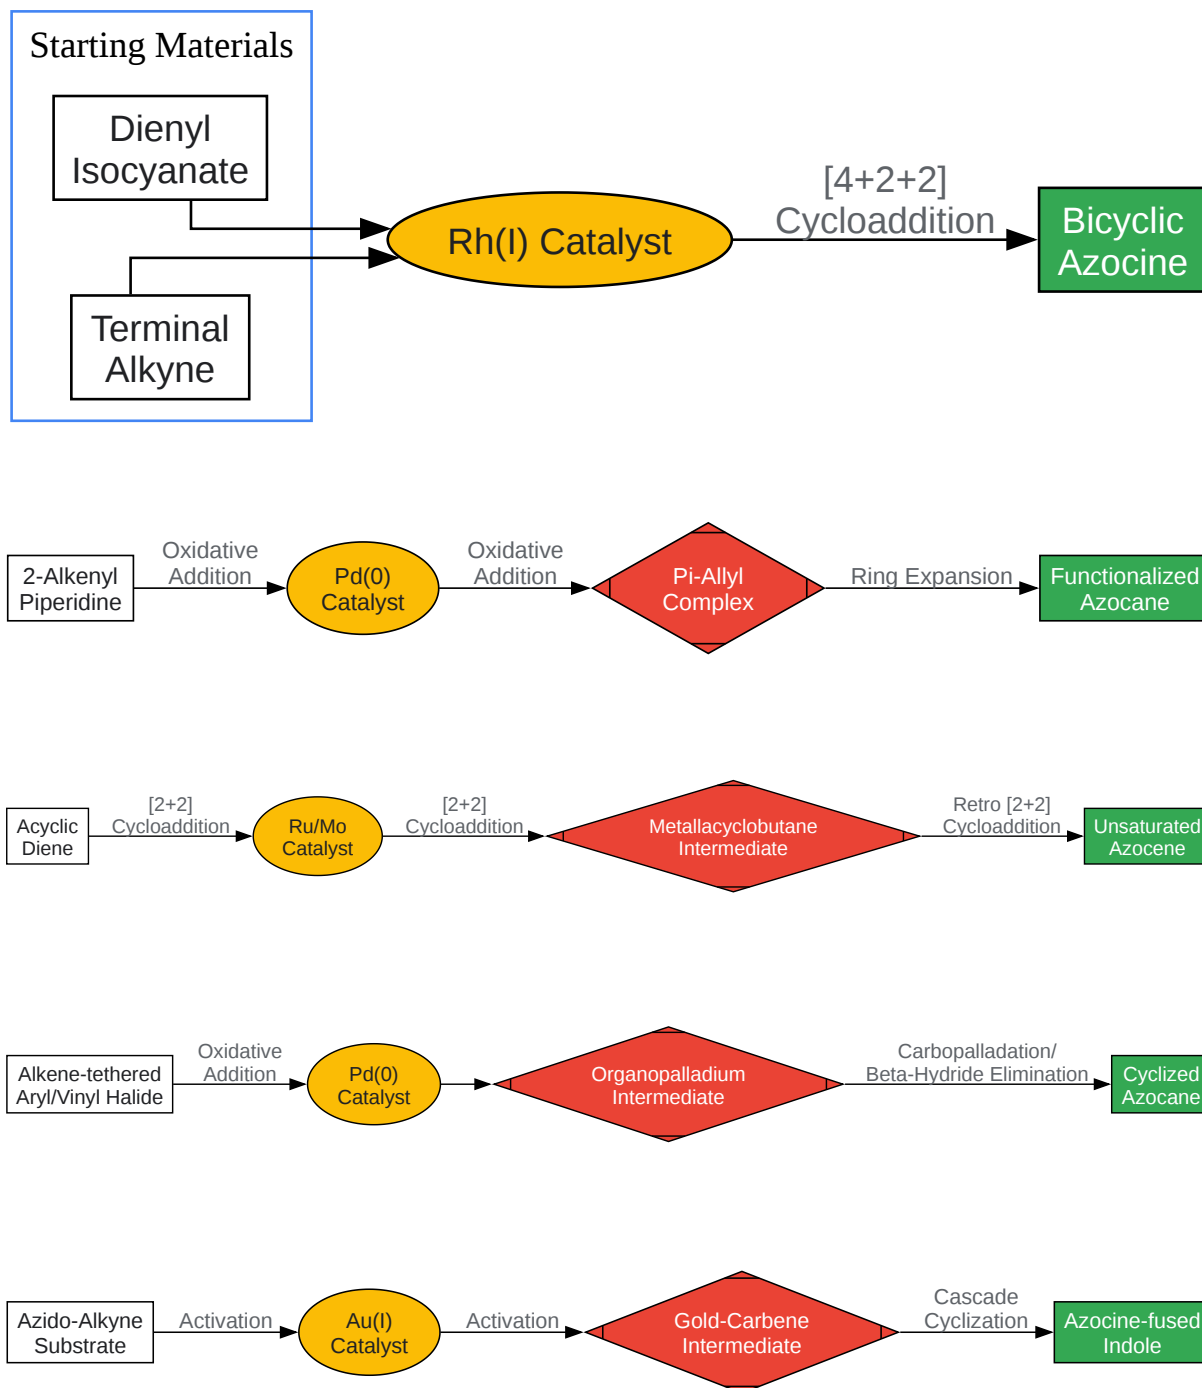 Starting Materials
Dienyl
Isocyanate
Terminal
Alkyne
Rh(I) Catalyst
[4+2+2]
Cycloaddition
Bicyclic
Azocine
2-Alkenyl
Piperidine
Oxidative
Addition
Pd(0)
Catalyst
Oxidative
Addition
Pi-Allyl
Complex
Ring Expansion
Functionalized
Azocane
Acyclic
Diene
[2+2]
Cycloaddition
Ru/Mo
Catalyst
[2+2]
Cycloaddition
Metallacyclobutane
Intermediate
Retro [2+2]
Cycloaddition
Unsaturated
Azocene
Alkene-tethered
Aryl/Vinyl Halide
Oxidative
Addition
Pd(0)
Catalyst
Organopalladium
Intermediate
Carbopalladation/
Beta-Hydride Elimination
Cyclized
Azocane
Azido-Alkyne
Substrate
Activation
Au(I)
Catalyst
Activation
Gold-Carbene
Intermediate
Cascade
Cyclization
Azocine-fused
Indole